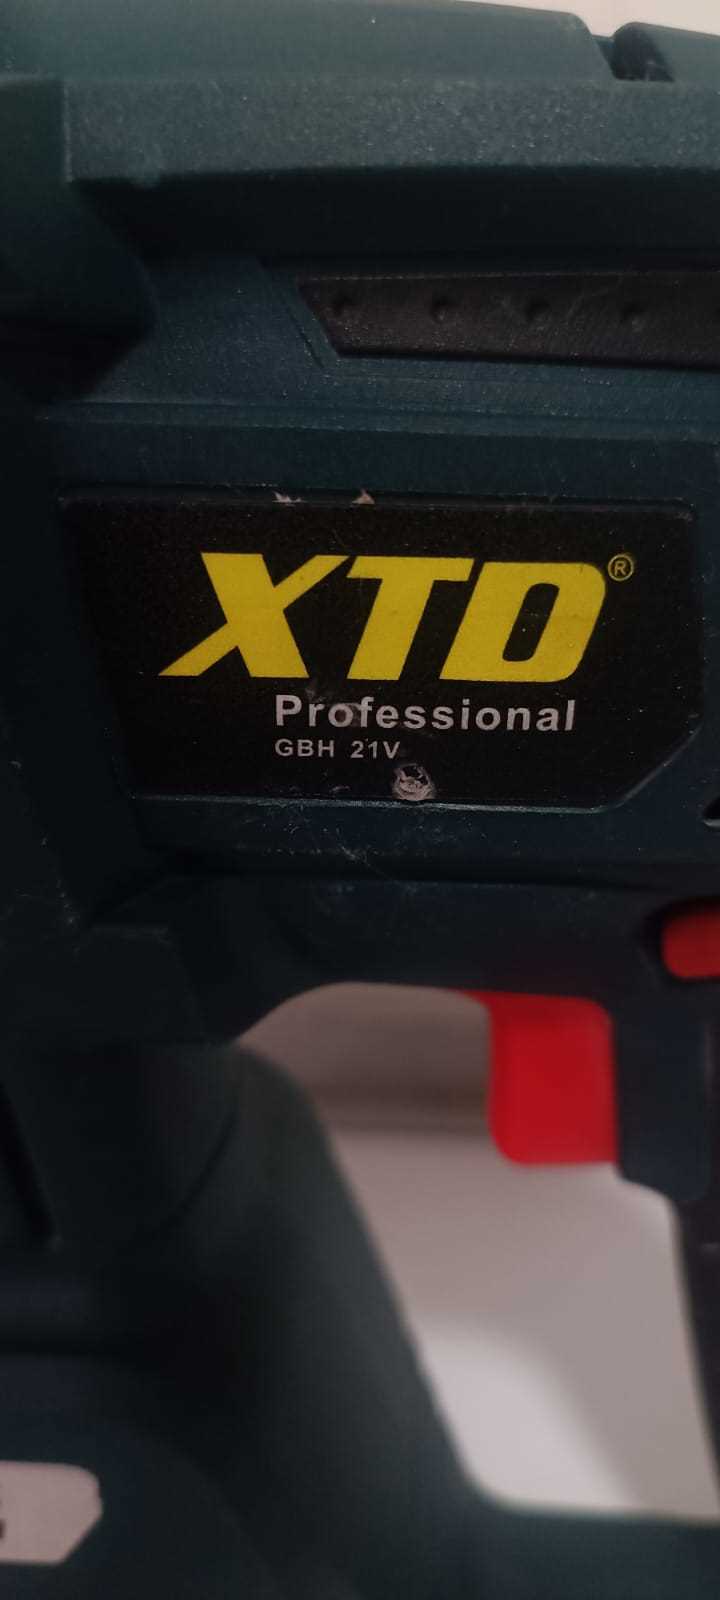 XTD®
Professional
GBH 21V